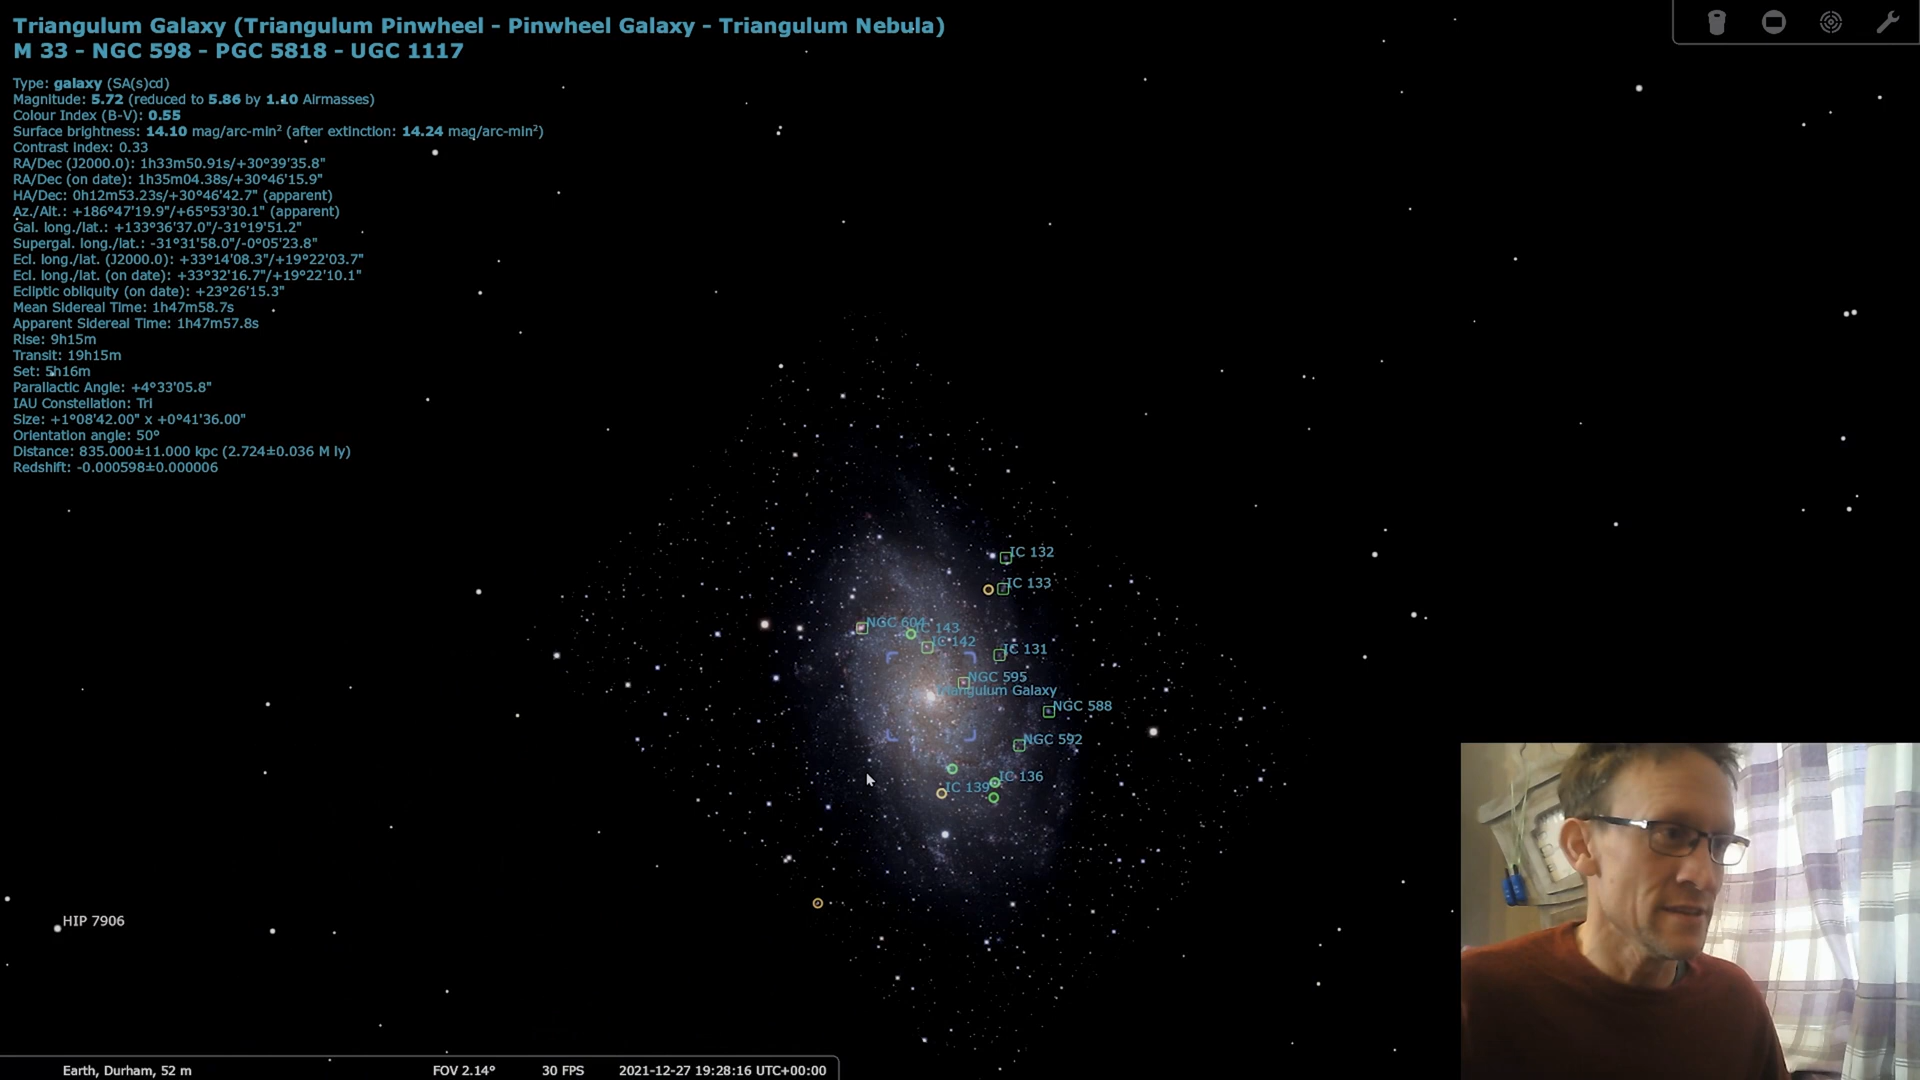 Triangulum Galaxy (Triangulum Pinwheel - Pinwheel Galaxy - Triangulum Nebula)
M 33 - NGC 598 - PGC 5818 - UGC 1117
Type: galaxy (SA(s)cd)
Magnitude: 5.72 (reduced to 5.86 by 1.10 Airmasses)
Colour Index (B-V): 0.55
Surface brightness: 14.10 mag/arc-min² (after extinction: 14.24 mag/arc-min²)
Contrast index: 0.33
RA/Dec (J2000.0): 1h33m50.91s/+30°39'35.8"
RA/Dec (on date): 1h35m04.38s/+30°46'15.9"
HA/Dec: 0h12m53.23s/+30°46'42.7" (apparent)
Az./Alt.: +186°47'19.9"/+65°53'30.1" (apparent)
Gal. long./lat.: +133°36'37.0"/-31°19'51.2"
Supergal. long./lat.: -31°31'58.0"/-0°05'23.8"
Ecl. long./lat. (J2000.0): +33°14'08.3"/+19°22'03.7"
Ecl. long./lat. (on date): +33°32'16.7"/+19°22'10.1"
Ecliptic obliquity (on date): +23°26'15.3"
Mean Sidereal Time: 1h47m58.7s
Apparent Sidereal Time: 1h47m57.8s
Rise: 9h15m
Transit: 19h15m
Set: 5h16m
Parallactic Angle: +4°33'05.8"
IAU Constellation: Tri
Size: +1°08'42.00" x +0°41'36.00"
Orientation angle: 50°
Distance: 835.000±11.000 kpc (2.724±0.036 M ly)
Redshift: -0.000598±0.000006
IC 132
IC 133
NGC 604
IC 143
IC 142
IC 131
NGC 595
Triangulum Galaxy
NGC 588
NGC 592
IC 136
IC 139
HIP 7906
Earth, Durham, 52 m
FOV 2.14°
30 FPS
2021-12-27 19:28:16 UTC+00:00